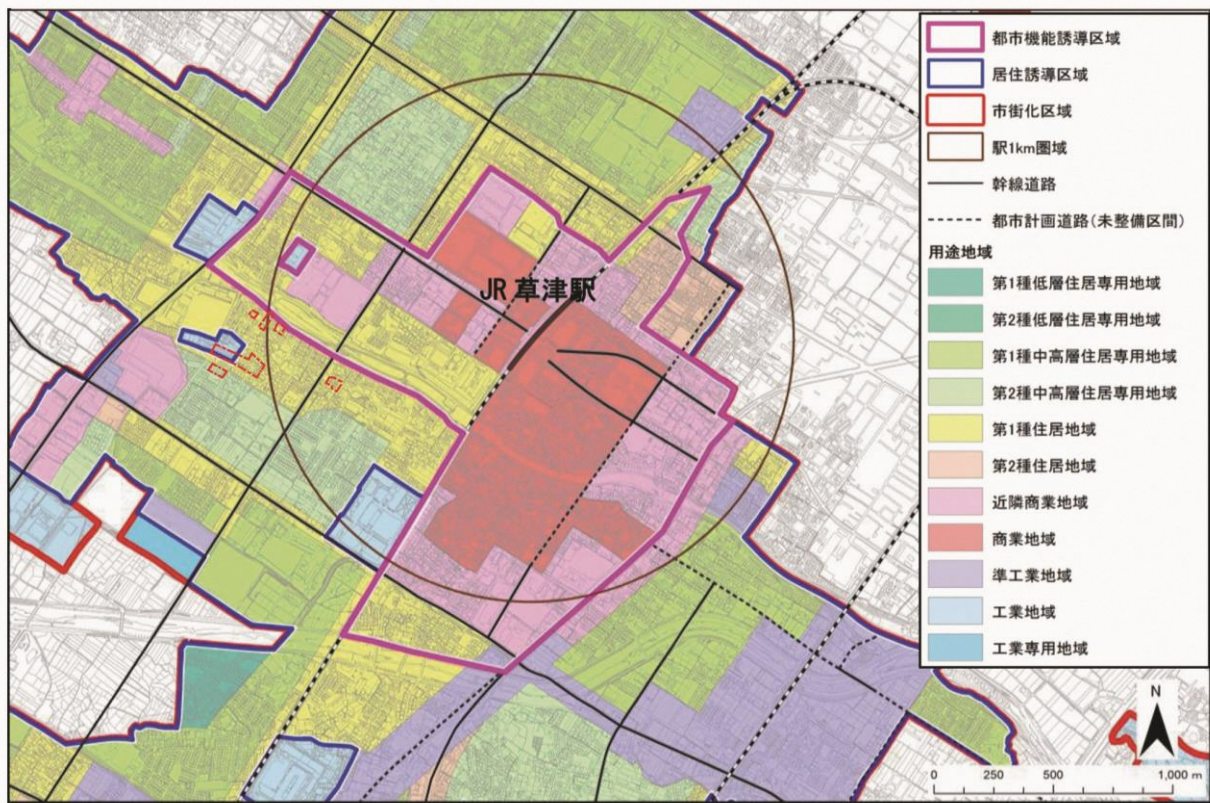 JR 草津駅
都市機能誘導区域
居住誘導区域
市街化区域
駅1km圏域
幹線道路
都市計画道路(未整備区間)
用途地域
第1種低層住居専用地域
第2種低層住居専用地域
第1種中高層住居専用地域
第2種中高層住居専用地域
第1種住居地域
第2種住居地域
近隣商業地域
商業地域
準工業地域
工業地域
工業専用地域
N
0 250 500 1,000 m